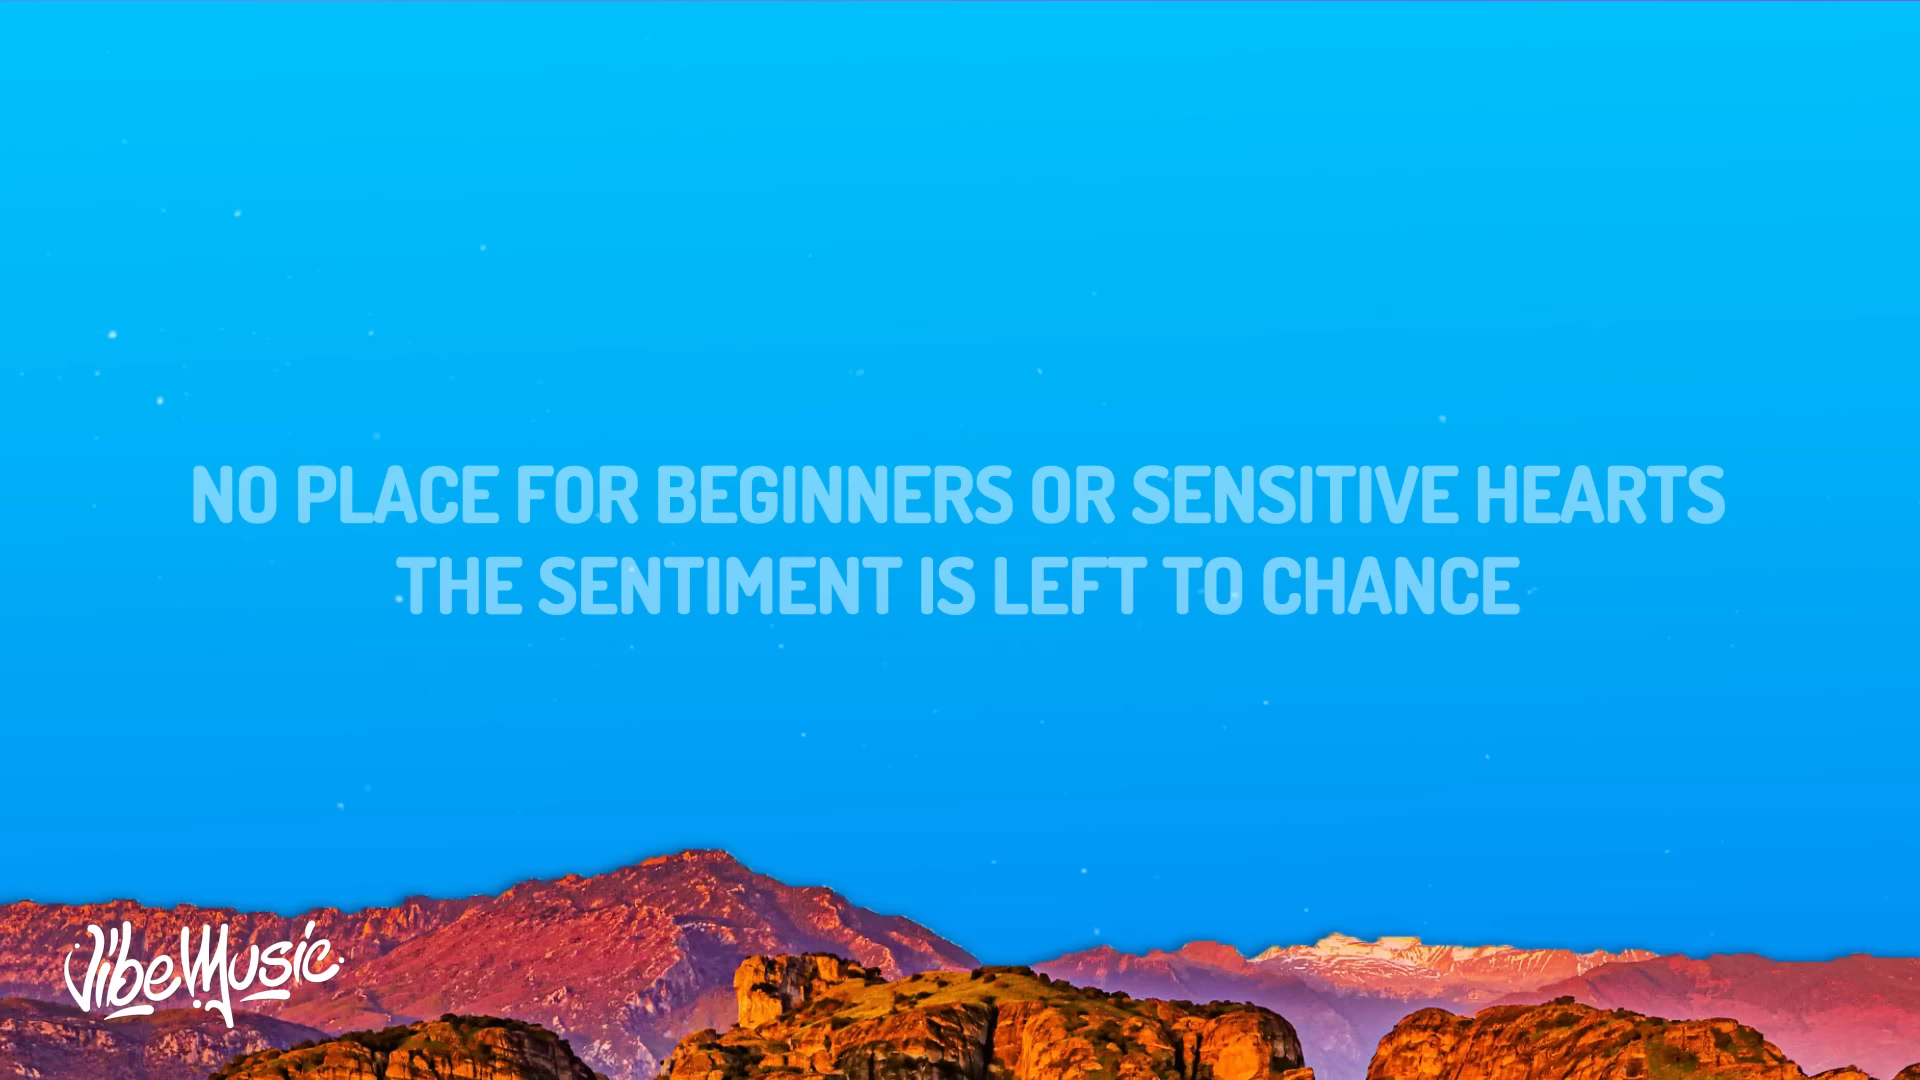 NO PLACE FOR BEGINNERS OR SENSITIVE HEARTS
THE SENTIMENT IS LEFT TO CHANCE
VibeMusic